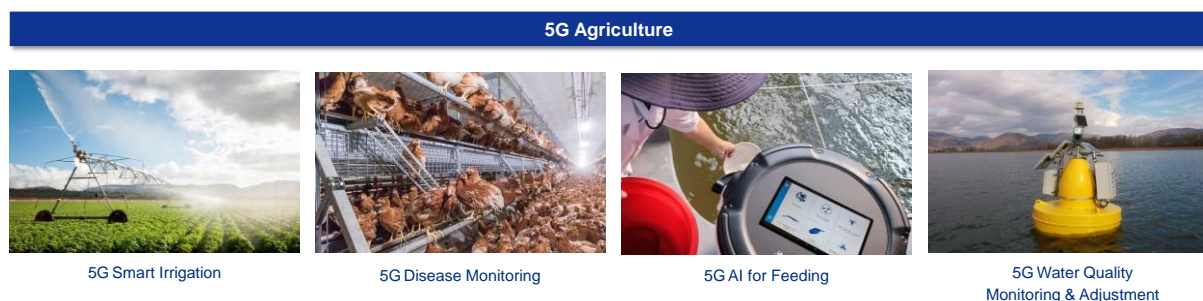 5G Agriculture
5G Smart Irrigation
5G Disease Monitoring
5G AI for Feeding
5G Water Quality
Monitoring & Adjustment